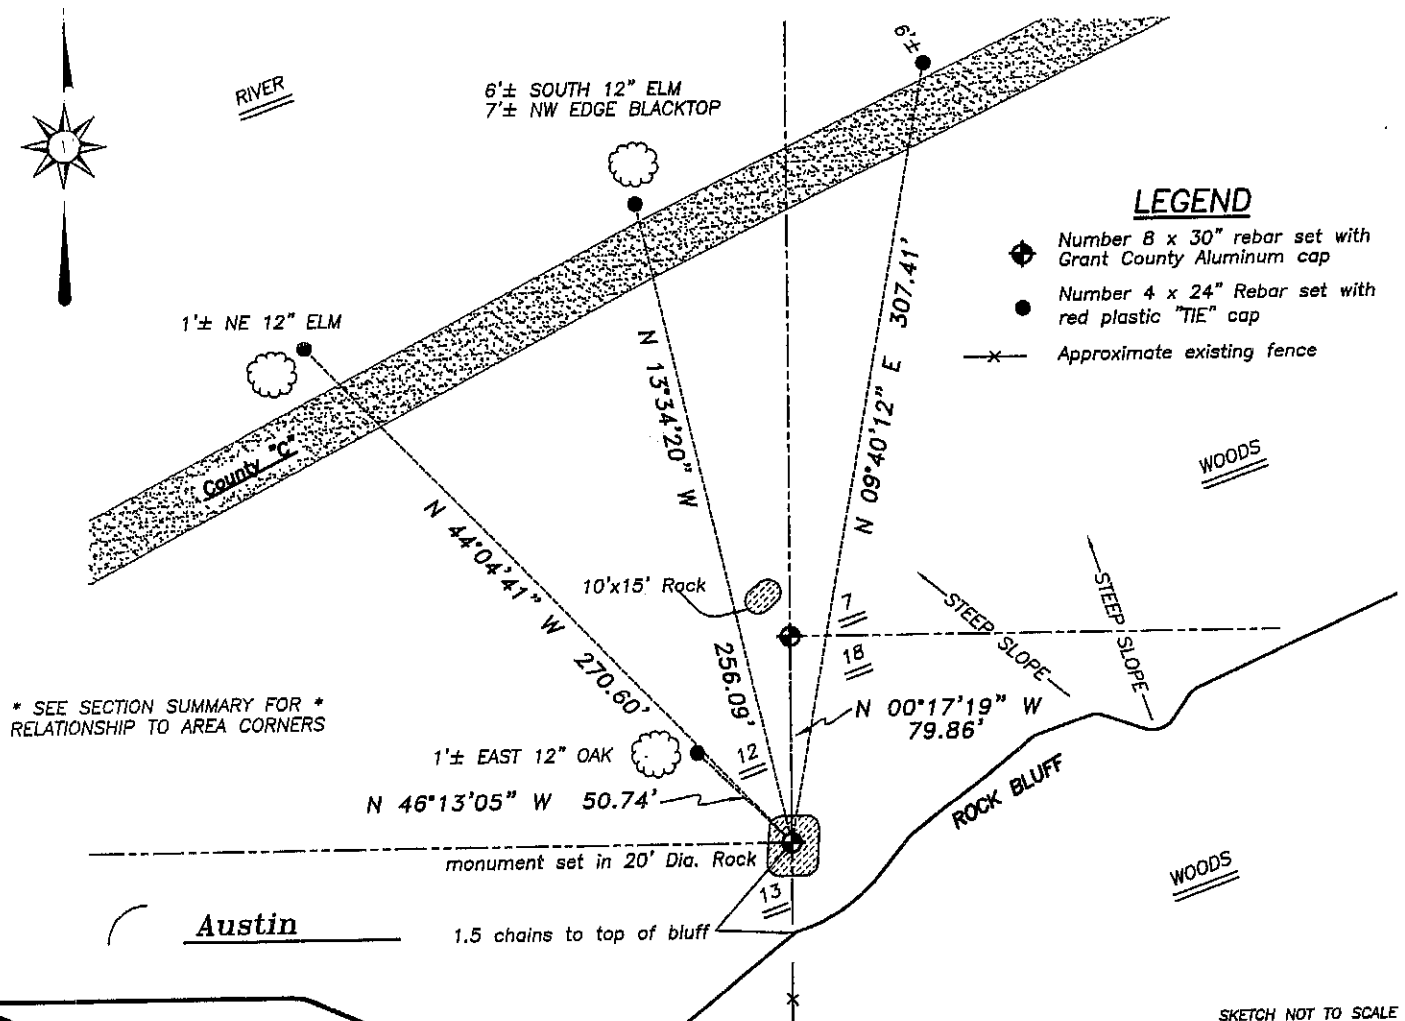 RIVER
6'± SOUTH 12" ELM
7'± NW EDGE BLACKTOP
6'±
LEGEND
Number 8 x 30" rebar set with
Grant County Aluminum cap
Number 4 x 24" Rebar set with
red plastic "TIE" cap
Approximate existing fence
1'± NE 12" ELM
County "C"
N 44°04'41" W 270.60'
N 13°34'20" W 256.09'
N 09°40'12" E 307.41'
WOODS
10'x15' Rock
7
18
STEEP SLOPE
STEEP SLOPE
* SEE SECTION SUMMARY FOR *
RELATIONSHIP TO AREA CORNERS
N 00°17'19" W
79.86'
1'± EAST 12" OAK
12
N 46°13'05" W 50.74'
ROCK BLUFF
monument set in 20' Dia. Rock
WOODS
13
Austin
1.5 chains to top of bluff
SKETCH NOT TO SCALE